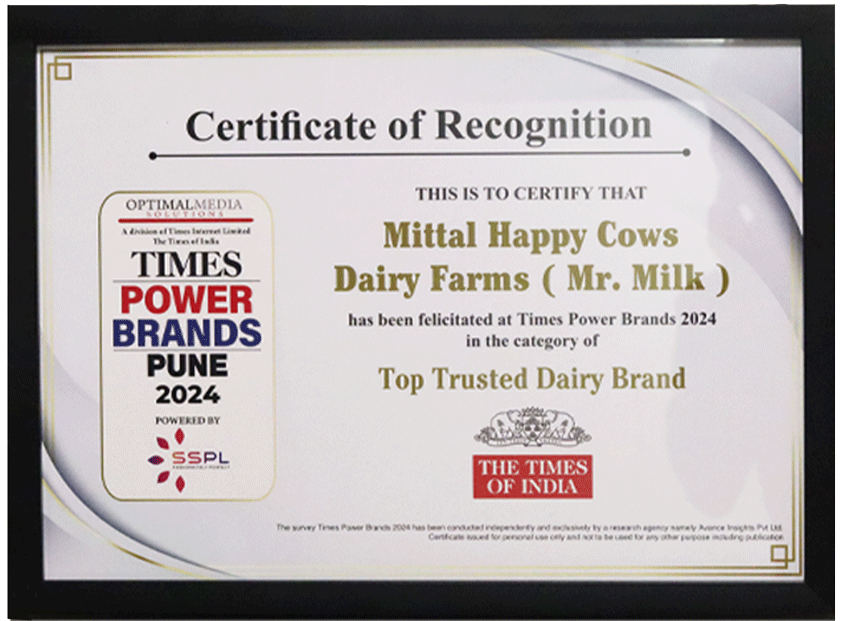 Certificate of Recognition
OPTIMALMEDIA
SOLUTIONS
A division of Times Internet Limited
The Times of India
TIMES
POWER
BRANDS
PUNE
2024
POWERED BY
SSPL
THIS IS TO CERTIFY THAT
Mittal Happy Cows
Dairy Farms ( Mr. Milk )
has been felicitated at Times Power Brands 2024
in the category of
Top Trusted Dairy Brand
THE TIMES
OF INDIA
The survey Times Power Brands 2024 has been conducted independently and exclusively by a research agency namely Avance Insights Pvt Ltd.
Certificate issued for personal use only and not to be used for any other purpose including publication.